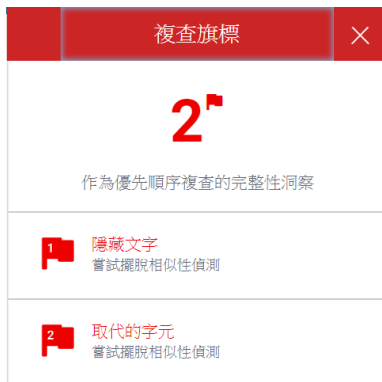 複查旗標
2
作為優先順序複查的完整性洞察
1
隱藏文字
嘗試擺脫相似性偵測
2
取代的字元
嘗試擺脫相似性偵測